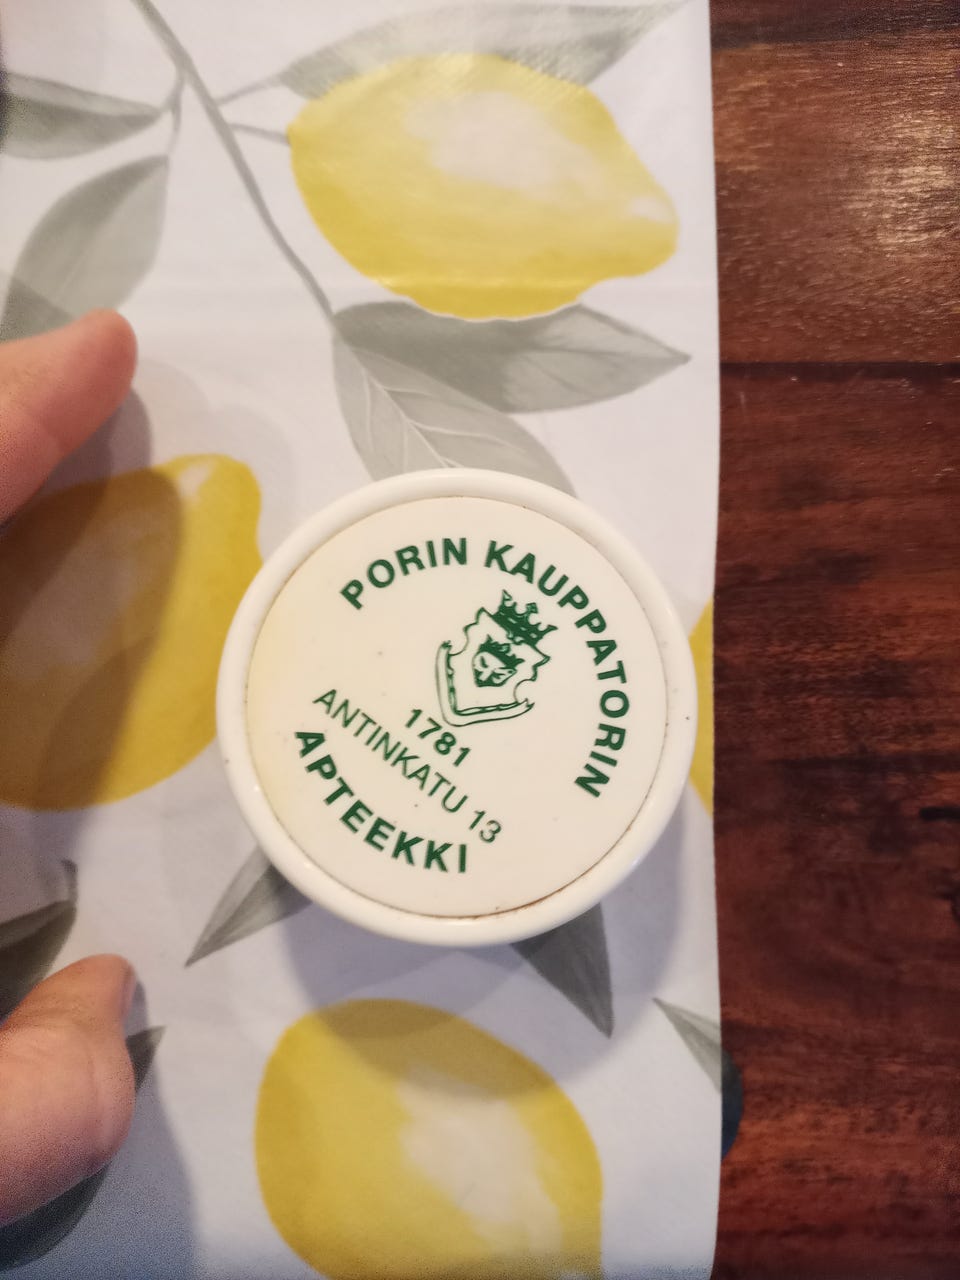 PORIN KAUPPATORIN
1781
ANTINKATU 13
APTEEKKI